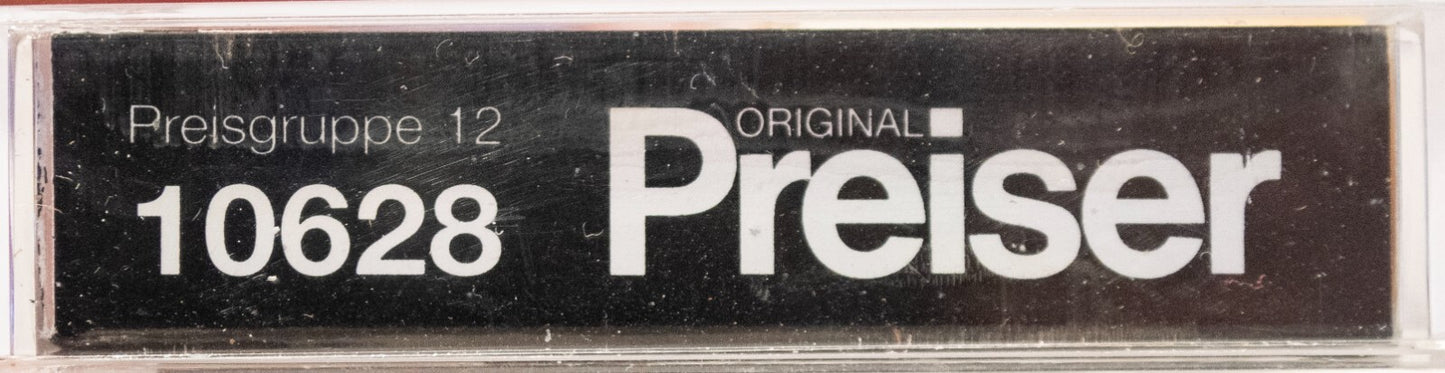 Preisgruppe 12
10628
ORIGINAL
Preiser